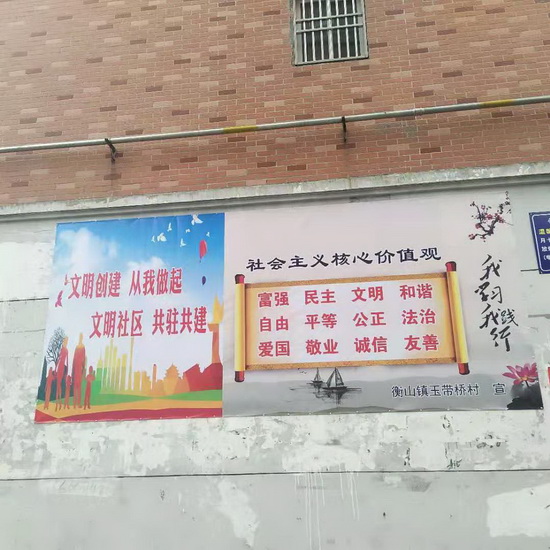 文明创建 从我做起
文明社区 共驻共建
社会主义核心价值观
富强 民主 文明 和谐
自由 平等 公正 法治
爱国 敬业 诚信 友善
我学习 我践行
衡山镇玉带桥村 宣